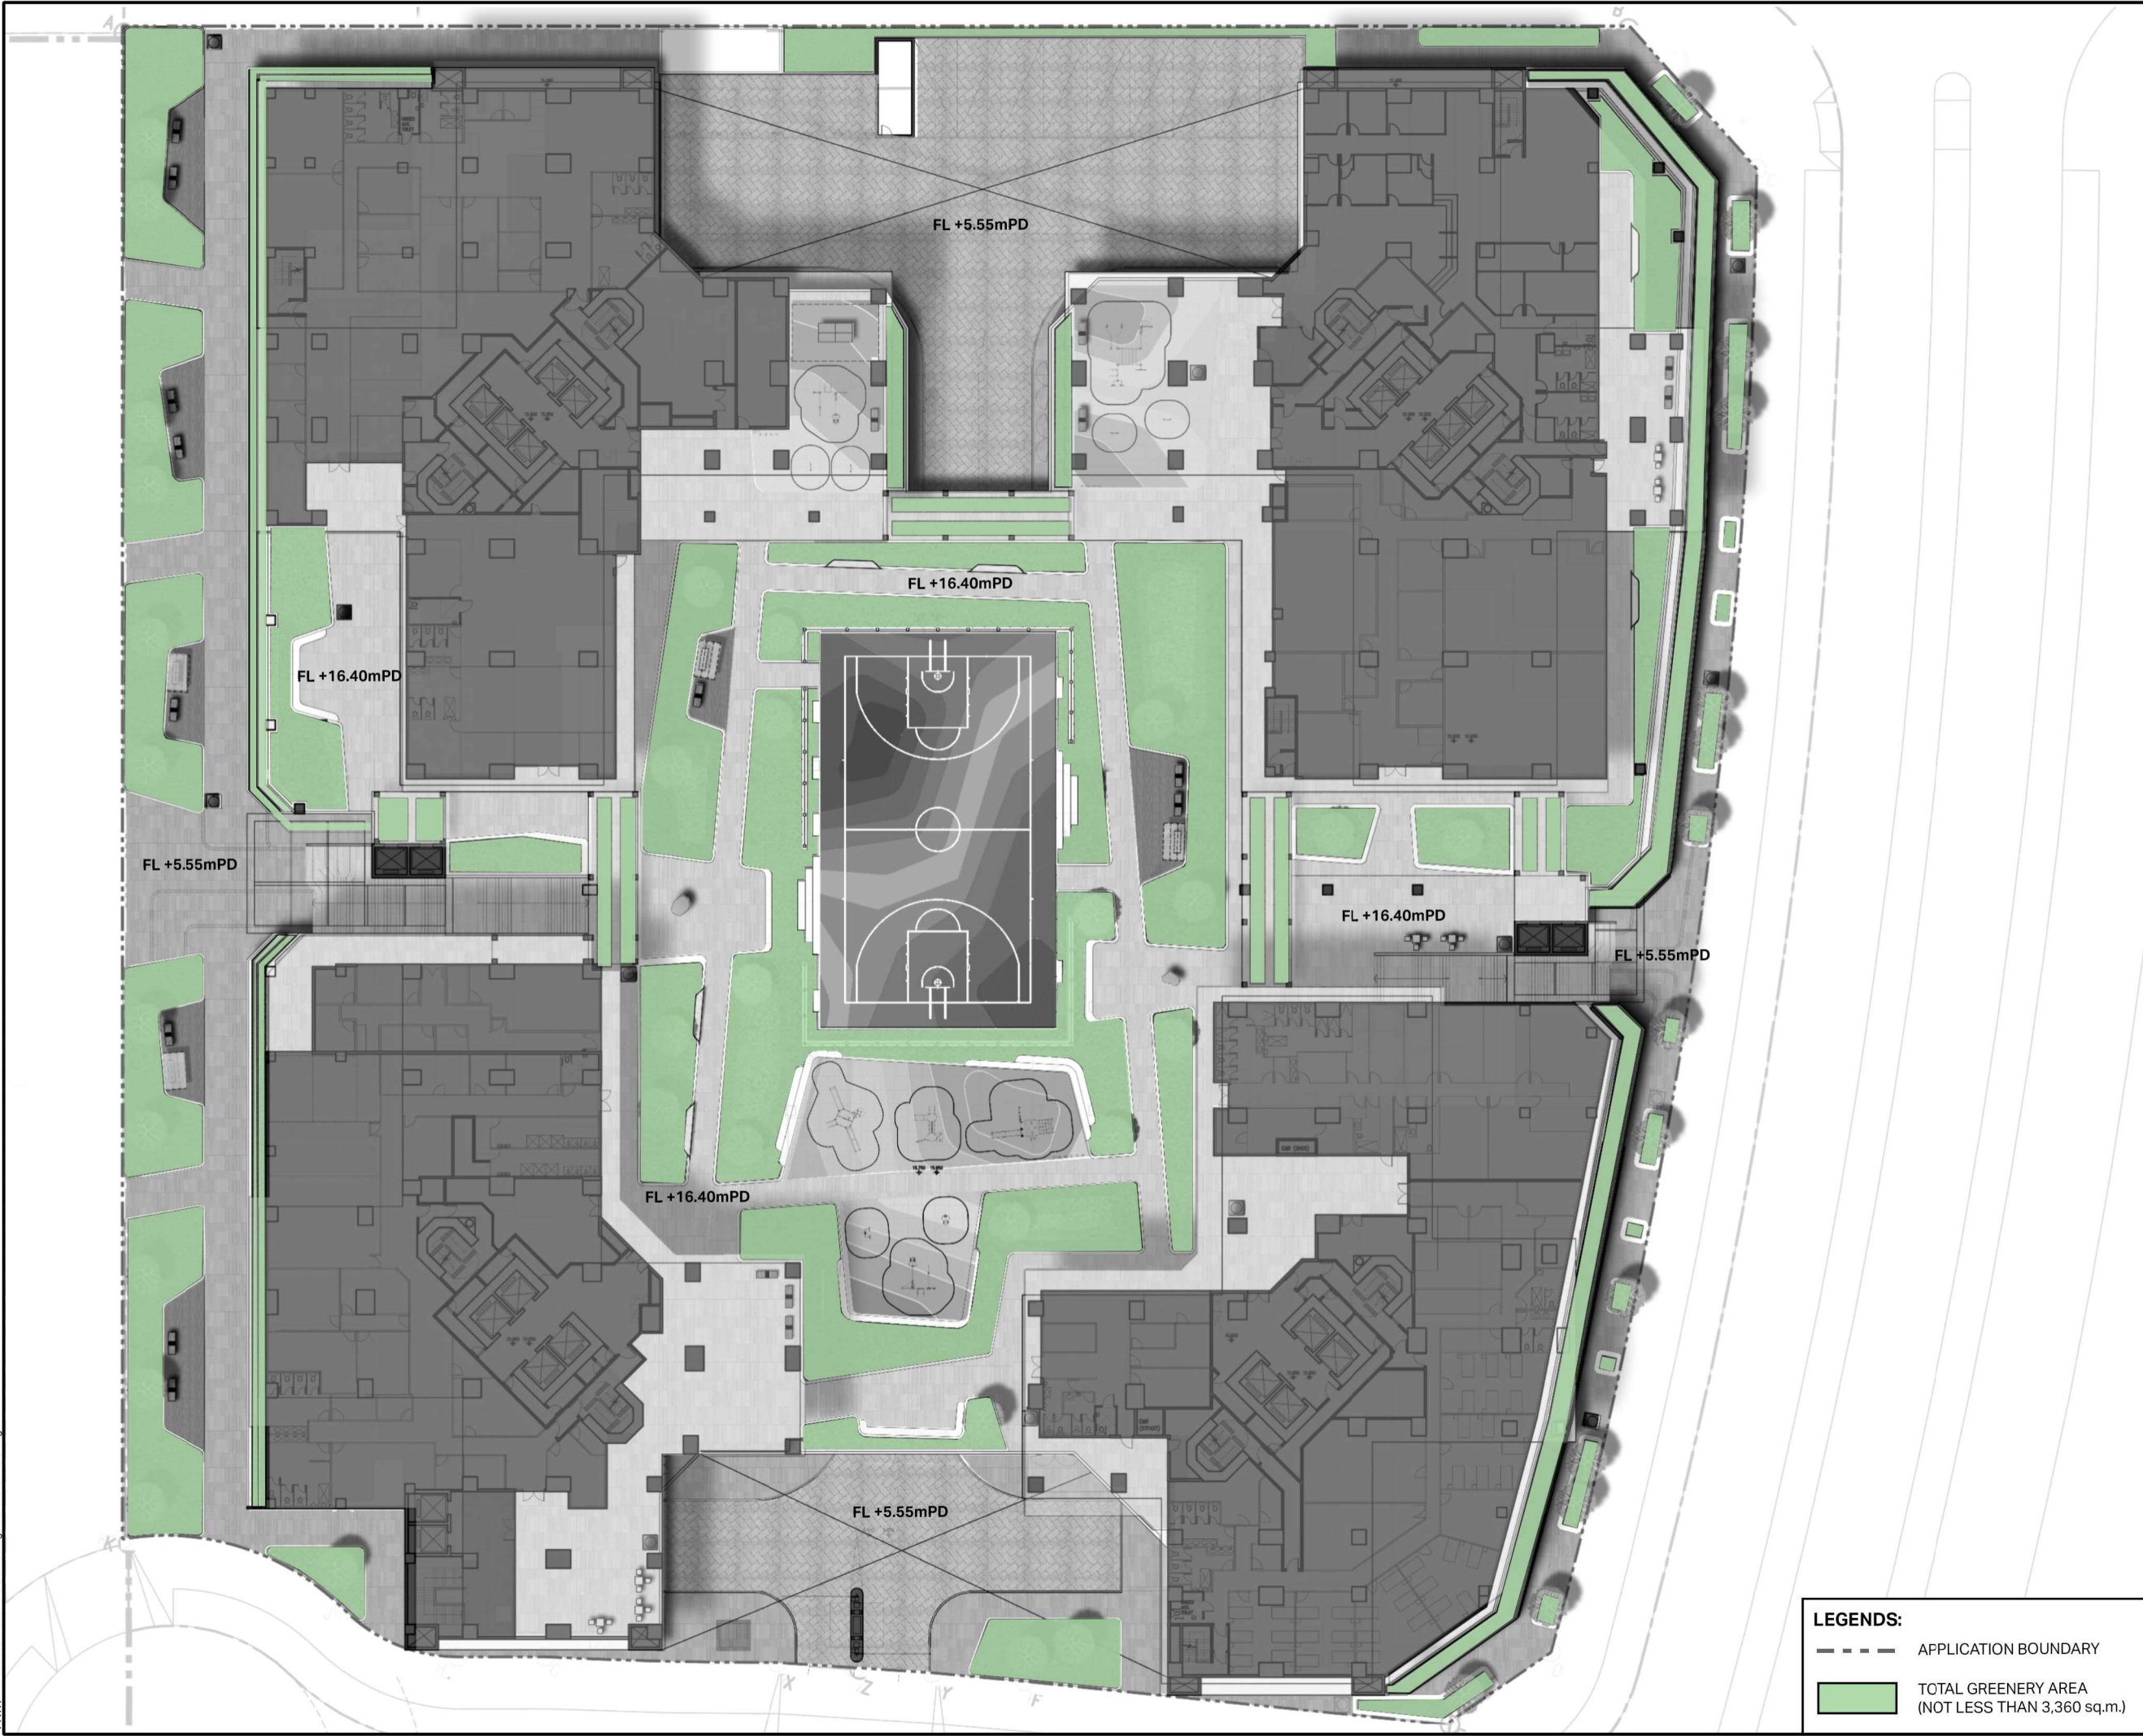 A
B
FL +5.55mPD
FL +16.40mPD
FL +16.40mPD
FL +5.55mPD
FL +16.40mPD
FL +5.55mPD
FL +16.40mPD
FL +5.55mPD
K
X
Z
Y
F
LEGENDS:
APPLICATION BOUNDARY
TOTAL GREENERY AREA
(NOT LESS THAN 3,360 sq.m.)